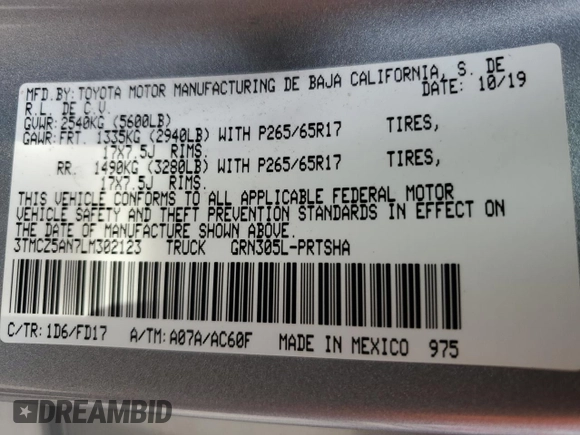 MFD.BY: TOYOTA MOTOR MANUFACTURING DE BAJA CALIFORNIA, S. DE
R. L. DE C.V. DATE: 10/19
GVWR: 2540KG (5600LB)
GAWR: FRT. 1335KG (2940LB) WITH P265/65R17 TIRES,
17X7.5J RIMS.
RR. 1490KG (3280LB) WITH P265/65R17 TIRES,
17X7.5J RIMS.
THIS VEHICLE CONFORMS TO ALL APPLICABLE FEDERAL MOTOR
VEHICLE SAFETY AND THEFT PREVENTION STANDARDS IN EFFECT ON
THE DATE OF MANUFACTURE SHOWN ABOVE.
3TMCZ5AN7LM302123 TRUCK GRN305L-PRTSHA
C/TR: 1D6/FD17 A/TM: A07A/AC60F MADE IN MEXICO 975
DREAMBID